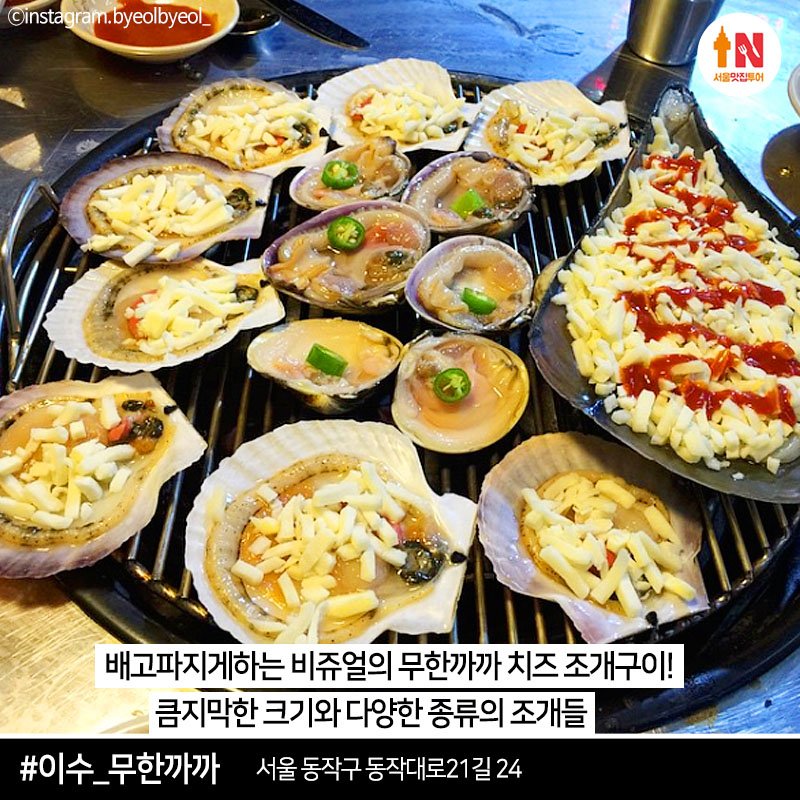 ©instagram.byeolbyeol_
IN
서울맛집투어
배고파지게하는 비쥬얼의 무한까까 치즈 조개구이!
큼지막한 크기와 다양한 종류의 조개들
#이수_무한까까 서울 동작구 동작대로21길 24